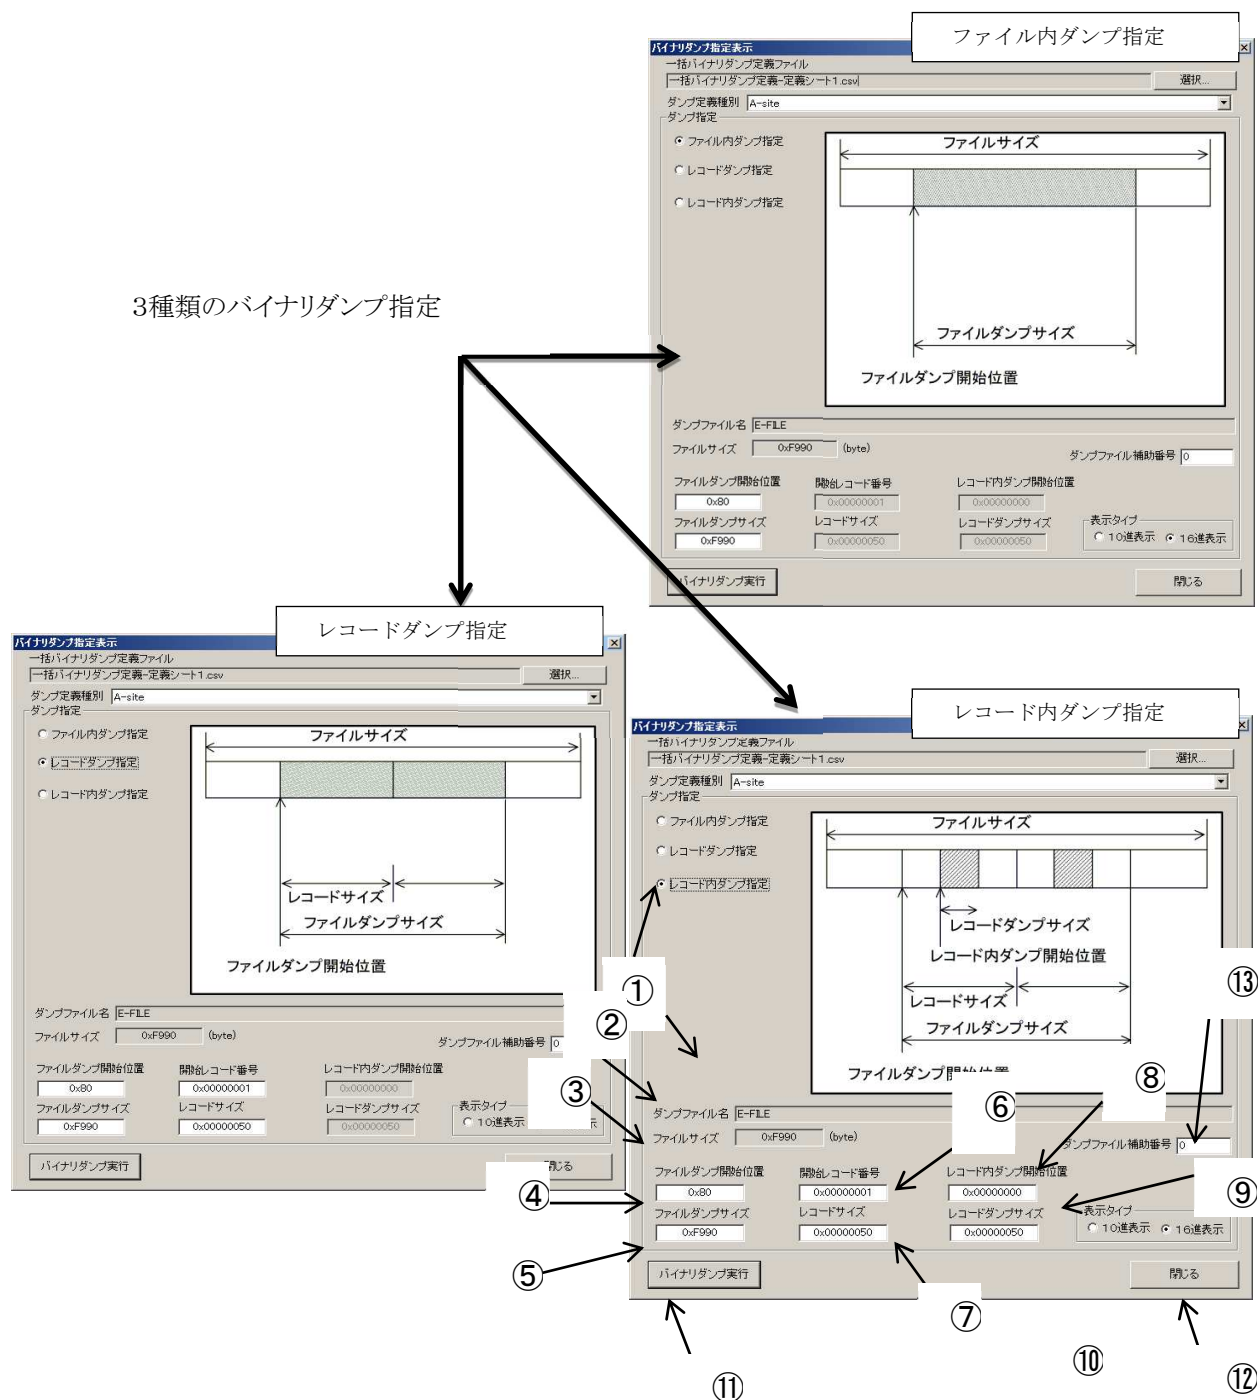 ファイル内ダンプ指定
バイナリダンプ指定表示
一括バイナリダンプ定義ファイル
一括バイナリダンプ定義-定義シート1.csv 選択...
ダンプ定義種別 A-site
ダンプ指定
ファイル内ダンプ指定
レコードダンプ指定
レコード内ダンプ指定
ファイルサイズ
ファイルダンプサイズ
ファイルダンプ開始位置
ダンプファイル名 E-FILE
ファイルサイズ 0xF990 (byte)
ダンプファイル補助番号 0
ファイルダンプ開始位置 開始レコード番号 レコード内ダンプ開始位置
0x80 0x00000001 0x00000000
ファイルダンプサイズ レコードサイズ レコードダンプサイズ 表示タイプ
0xF990 0x00000050 0x00000050 10進表示 16進表示
バイナリダンプ実行 閉じる
3種類のバイナリダンプ指定
レコードダンプ指定
バイナリダンプ指定表示
一括バイナリダンプ定義ファイル
一括バイナリダンプ定義-定義シート1.csv 選択...
ダンプ定義種別 A-site
ダンプ指定
ファイル内ダンプ指定
レコードダンプ指定
レコード内ダンプ指定
ファイルサイズ
レコードサイズ
ファイルダンプサイズ
ファイルダンプ開始位置
ダンプファイル名 E-FILE
ファイルサイズ 0xF990 (byte)
ダンプファイル補助番号 0
ファイルダンプ開始位置 開始レコード番号 レコード内ダンプ開始位置
0x80 0x00000001 0x00000000
ファイルダンプサイズ レコードサイズ レコードダンプサイズ 表示タイプ
0xF990 0x00000050 0x00000050 10進表示 示
バイナリダンプ実行 閉じる
レコード内ダンプ指定
バイナリダンプ指定表示
一括バイナリダンプ定義ファイル
一括バイナリダンプ定義-定義シート1.csv 選択...
ダンプ定義種別 A-site
ダンプ指定
ファイル内ダンプ指定
レコードダンプ指定
レコード内ダンプ指定
ファイルサイズ
レコードダンプサイズ
レコード内ダンプ開始位置
レコードサイズ
ファイルダンプサイズ
ファイルダンプ開始位置
ダンプファイル名 E-FILE
ファイルサイズ 0xF990 (byte)
ダンプファイル補助番号 0
ファイルダンプ開始位置 開始レコード番号 レコード内ダンプ開始位置
0x80 0x00000001 0x00000000
ファイルダンプサイズ レコードサイズ レコードダンプサイズ 表示タイプ
0xF990 0x00000050 0x00000050 10進表示 16進表示
バイナリダンプ実行 閉じる
①
②
③
④
⑤
⑥
⑦
⑧
⑨
⑩
⑪
⑫
⑬